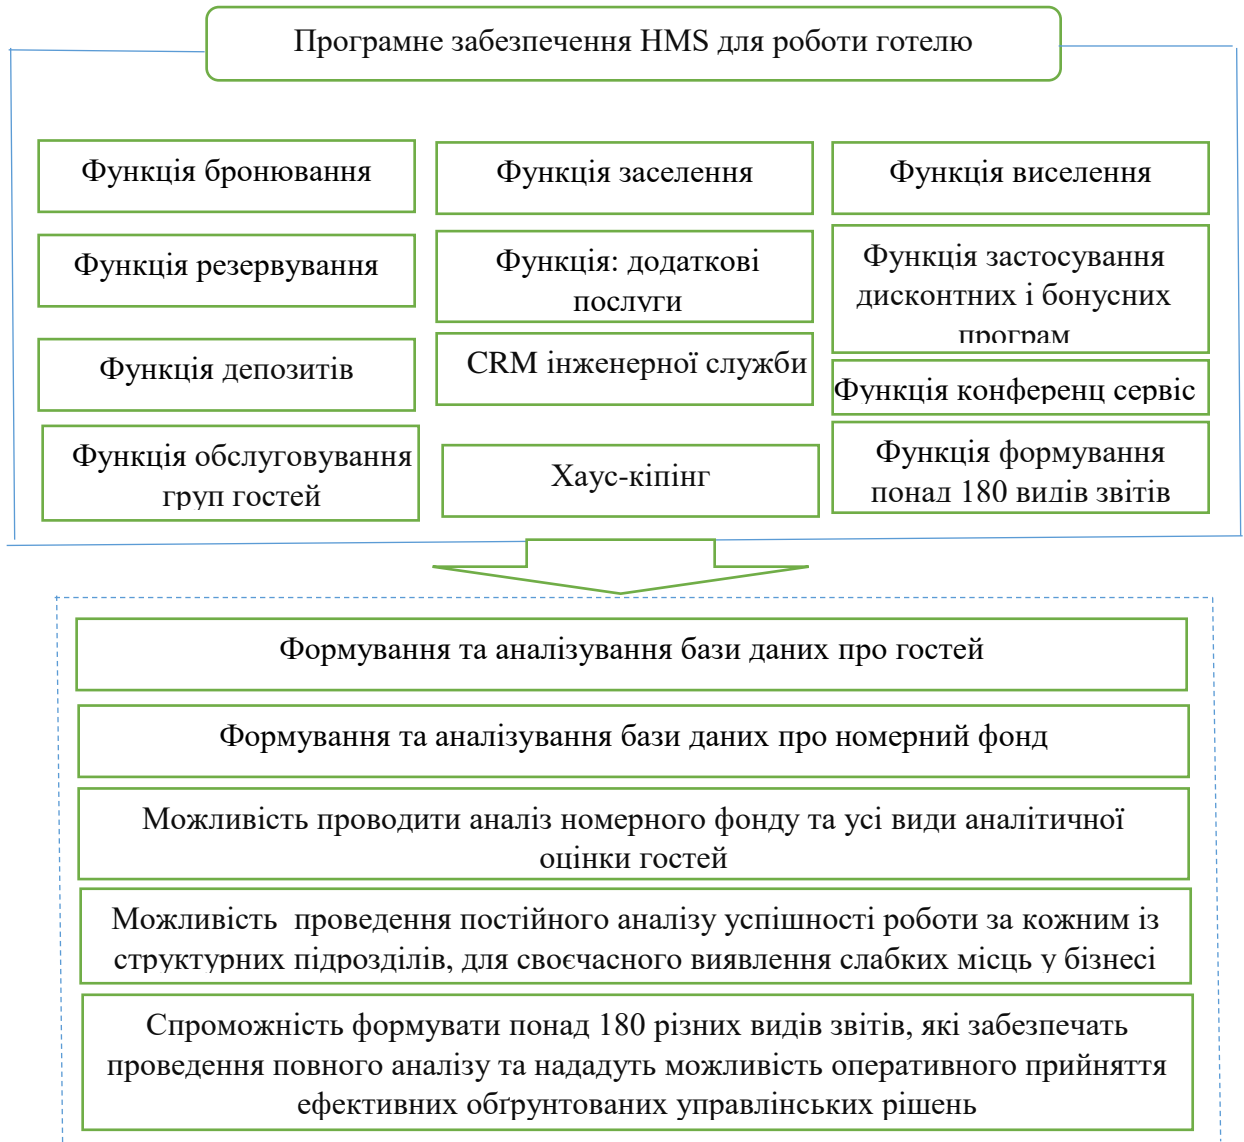 Програмне забезпечення HMS для роботи готелю
Функція бронювання
Функція заселення
Функція виселення
Функція резервування
Функція: додаткові
послуги
Функція застосування
дисконтних і бонусних
програм
Функція депозитів
CRM інженерної служби
Функція конференц сервіс
Функція обслуговування
груп гостей
Хаус-кіпінг
Функція формування
понад 180 видів звітів
Формування та аналізування бази даних про гостей
Формування та аналізування бази даних про номерний фонд
Можливість проводити аналіз номерного фонду та усі види аналітичної
оцінки гостей
Можливість проведення постійного аналізу успішності роботи за кожним із
структурних підрозділів, для своєчасного виявлення слабких місць у бізнесі
Спроможність формувати понад 180 різних видів звітів, які забезпечать
проведення повного аналізу та нададуть можливість оперативного прийняття
ефективних обґрунтованих управлінських рішень